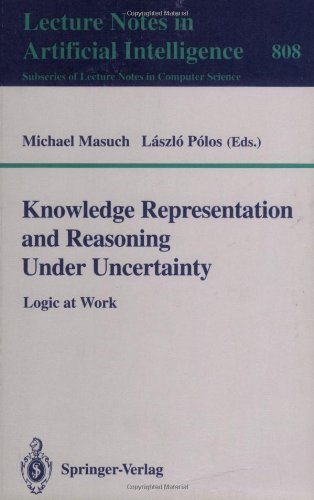 Lecture Notes in
Artificial Intelligence 808
Subseries of Lecture Notes in Computer Science
Michael Masuch László Pólos (Eds.)
Knowledge Representation
and Reasoning
Under Uncertainty
Logic at Work
Springer-Verlag